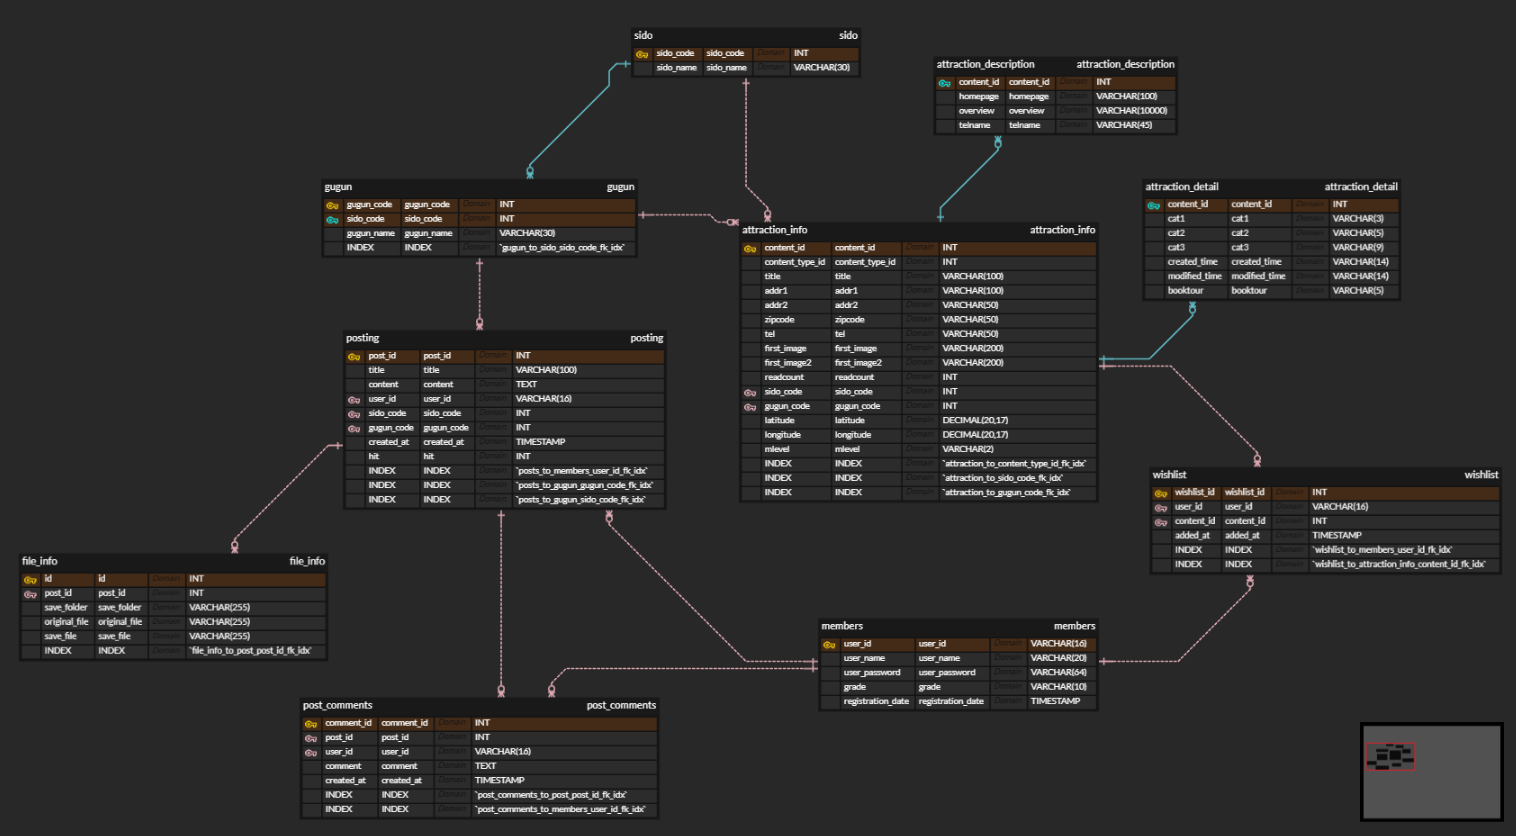 sido sido
sido_code sido_code Domain INT
sido_name sido_name Domain VARCHAR(30)
attraction_description attraction_description
content_id content_id Domain INT
homepage homepage Domain VARCHAR(100)
overview overview Domain VARCHAR(10000)
telname telname Domain VARCHAR(45)
gugun gugun
gugun_code gugun_code Domain INT
sido_code sido_code Domain INT
gugun_name gugun_name Domain VARCHAR(30)
INDEX INDEX Domain `gugun_to_sido_sido_code_fk_idx`
attraction_detail attraction_detail
content_id content_id Domain INT
cat1 cat1 Domain VARCHAR(3)
cat2 cat2 Domain VARCHAR(5)
cat3 cat3 Domain VARCHAR(9)
created_time created_time Domain VARCHAR(14)
modified_time modified_time Domain VARCHAR(14)
booktour booktour Domain VARCHAR(5)
attraction_info attraction_info
content_id content_id Domain INT
content_type_id content_type_id Domain INT
title title Domain VARCHAR(100)
addr1 addr1 Domain VARCHAR(100)
addr2 addr2 Domain VARCHAR(50)
zipcode zipcode Domain VARCHAR(50)
tel tel Domain VARCHAR(50)
first_image first_image Domain VARCHAR(200)
first_image2 first_image2 Domain VARCHAR(200)
readcount readcount Domain INT
sido_code sido_code Domain INT
gugun_code gugun_code Domain INT
latitude latitude Domain DECIMAL(20,17)
longitude longitude Domain DECIMAL(20,17)
mlevel mlevel Domain VARCHAR(2)
INDEX INDEX Domain `attraction_to_content_type_id_fk_idx`
INDEX INDEX Domain `attraction_to_sido_code_fk_idx`
INDEX INDEX Domain `attraction_to_gugun_code_fk_idx`
posting posting
post_id post_id Domain INT
title title Domain VARCHAR(100)
content content Domain TEXT
user_id user_id Domain VARCHAR(16)
sido_code sido_code Domain INT
gugun_code gugun_code Domain INT
created_at created_at Domain TIMESTAMP
hit hit Domain INT
INDEX INDEX Domain `posts_to_members_user_id_fk_idx`
INDEX INDEX Domain `posts_to_gugun_gugun_code_fk_idx`
INDEX INDEX Domain `posts_to_gugun_sido_code_fk_idx`
wishlist wishlist
wishlist_id wishlist_id Domain INT
user_id user_id Domain VARCHAR(16)
content_id content_id Domain INT
added_at added_at Domain TIMESTAMP
INDEX INDEX Domain `wishlist_to_members_user_id_fk_idx`
INDEX INDEX Domain `wishlist_to_attraction_info_content_id_fk_idx`
file_info file_info
id id Domain INT
post_id post_id Domain INT
save_folder save_folder Domain VARCHAR(255)
original_file original_file Domain VARCHAR(255)
save_file save_file Domain VARCHAR(255)
INDEX INDEX Domain `file_info_to_post_post_id_fk_idx`
members members
user_id user_id Domain VARCHAR(16)
user_name user_name Domain VARCHAR(20)
user_password user_password Domain VARCHAR(64)
grade grade Domain VARCHAR(10)
registration_date registration_date Domain TIMESTAMP
post_comments post_comments
comment_id comment_id Domain INT
post_id post_id Domain INT
user_id user_id Domain VARCHAR(16)
comment comment Domain TEXT
created_at created_at Domain TIMESTAMP
INDEX INDEX Domain `post_comments_to_post_post_id_fk_idx`
INDEX INDEX Domain `post_comments_to_members_user_id_fk_idx`